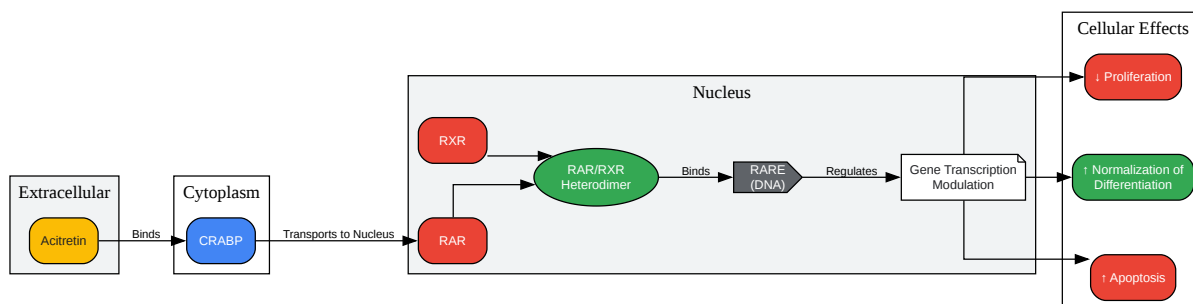 Extracellular
Acitretin
Binds
Cytoplasm
CRABP
Transports to Nucleus
Nucleus
RXR
RAR
RAR/RXR
Heterodimer
Binds
RARE
(DNA)
Regulates
Gene Transcription
Modulation
Cellular Effects
↓ Proliferation
↑ Normalization of
Differentiation
↑ Apoptosis